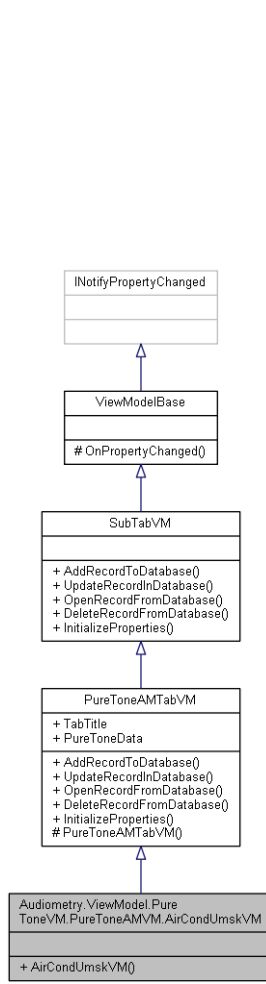 INotifyPropertyChanged
ViewModelBase
# OnPropertyChanged()
SubTabVM
+ AddRecordToDatabase()
+ UpdateRecordInDatabase()
+ OpenRecordFromDatabase()
+ DeleteRecordFromDatabase()
+ InitializeProperties()
PureToneAMTabVM
+ TabTitle
+ PureToneData
+ AddRecordToDatabase()
+ UpdateRecordInDatabase()
+ OpenRecordFromDatabase()
+ DeleteRecordFromDatabase()
+ InitializeProperties()
# PureToneAMTabVM()
Audiometry.ViewModel.Pure
ToneVM.PureToneAMVM.AirCondUmskVM
+ AirCondUmskVM()